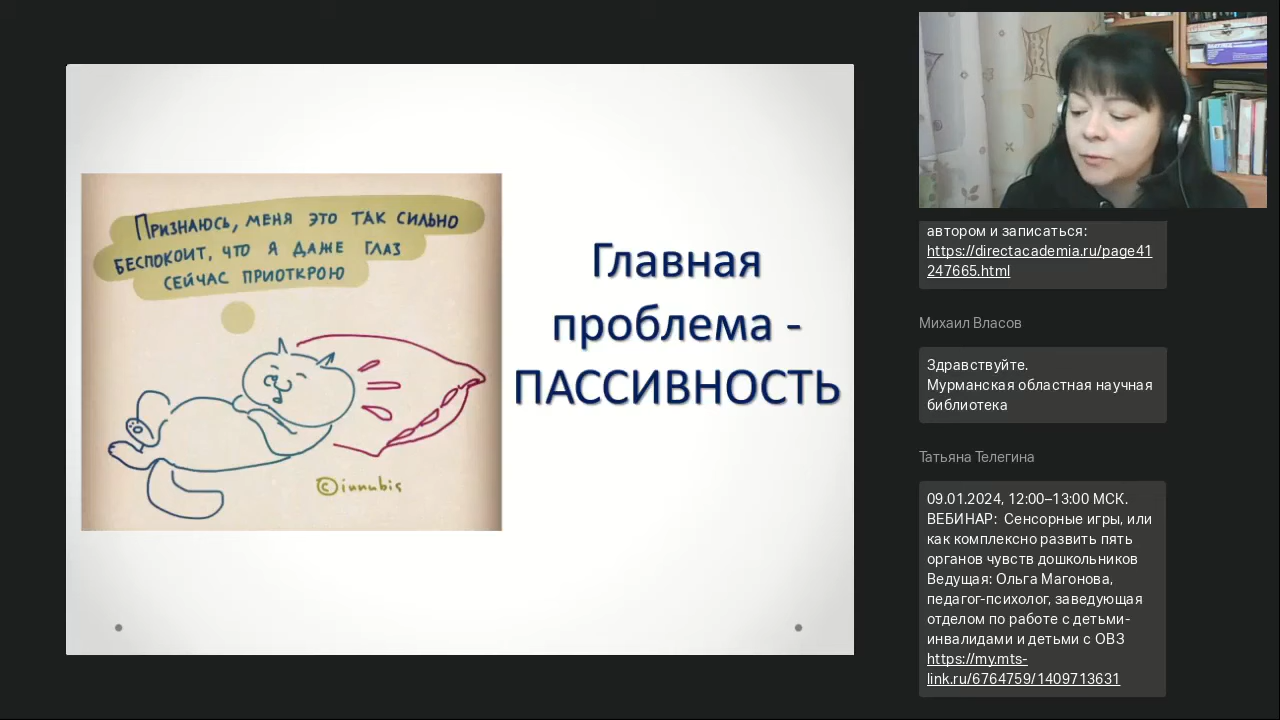 Признаюсь, меня это так сильно
беспокоит, что я даже глаз
сейчас приоткрою
©innubis
Главная
проблема -
ПАССИВНОСТЬ
автором и записаться:
https://directacademia.ru/page41
247665.html
Михаил Власов
Здравствуйте.
Мурманская областная научная
библиотека
Татьяна Телегина
09.01.2024, 12:00–13:00 МСК.
ВЕБИНАР: Сенсорные игры, или
как комплексно развить пять
органов чувств дошкольников
Ведущая: Ольга Магонова,
педагог-психолог, заведующая
отделом по работе с детьми-
инвалидами и детьми с ОВЗ
https://my.mts-
link.ru/6764759/1409713631